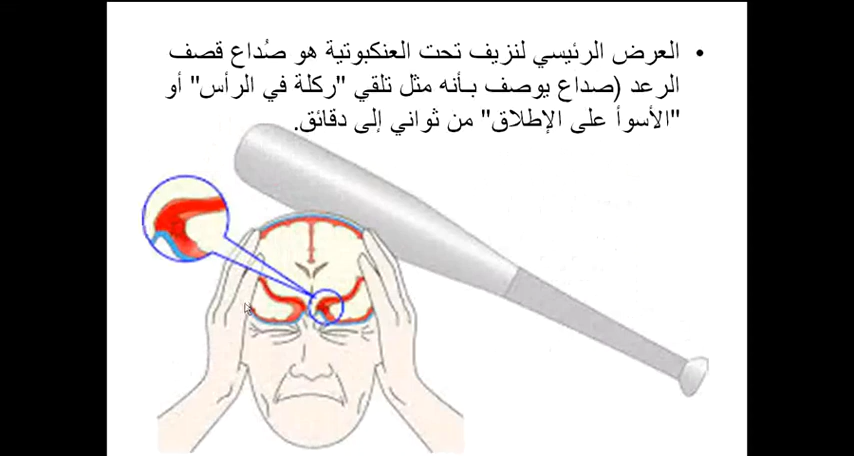 • العرض الرئيسي لنزيف تحت العنكبوتية هو صُداع قصف
الرعد (صداع يوصف بـأنه مثل تلقي "ركلة في الرأس" أو
"الأسوأ على الإطلاق" من ثواني إلى دقائق.